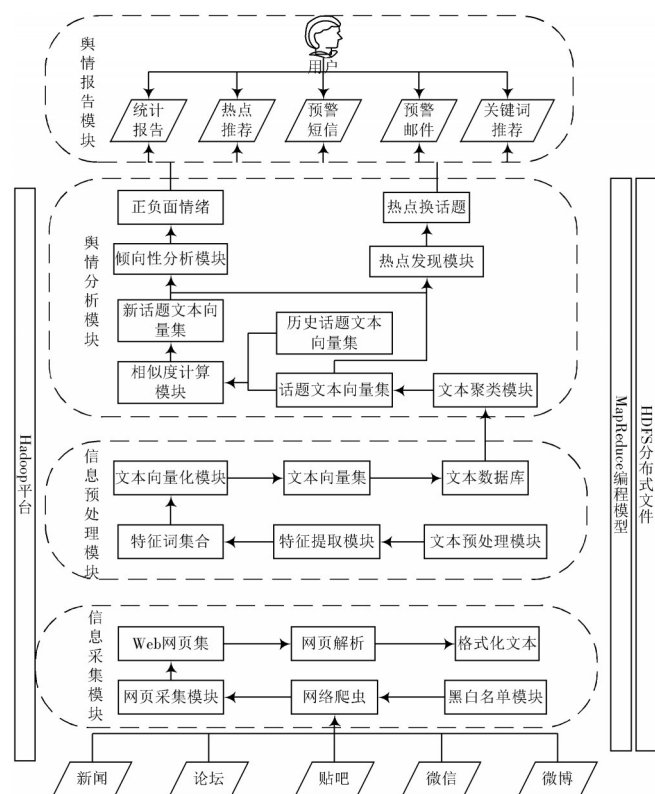 用户
舆情报告模块
统计
报告
热点
推荐
预警
短信
预警
邮件
关键词
推荐
舆情分析模块
正负面情绪
热点换话题
倾向性分析模块
热点发现模块
新话题文本向
量集
历史话题文本
向量集
相似度计算
模块
话题文本向量集
文本聚类模块
信息预处理模块
文本向量化模块
文本向量集
文本数据库
特征词集合
特征提取模块
文本预处理模块
信息采集模块
Web网页集
网页解析
格式化文本
网页采集模块
网络爬虫
黑白名单模块
新闻
论坛
贴吧
微信
微博
Hadoop平台
MapReduce编程模型
HDFS分布式文件